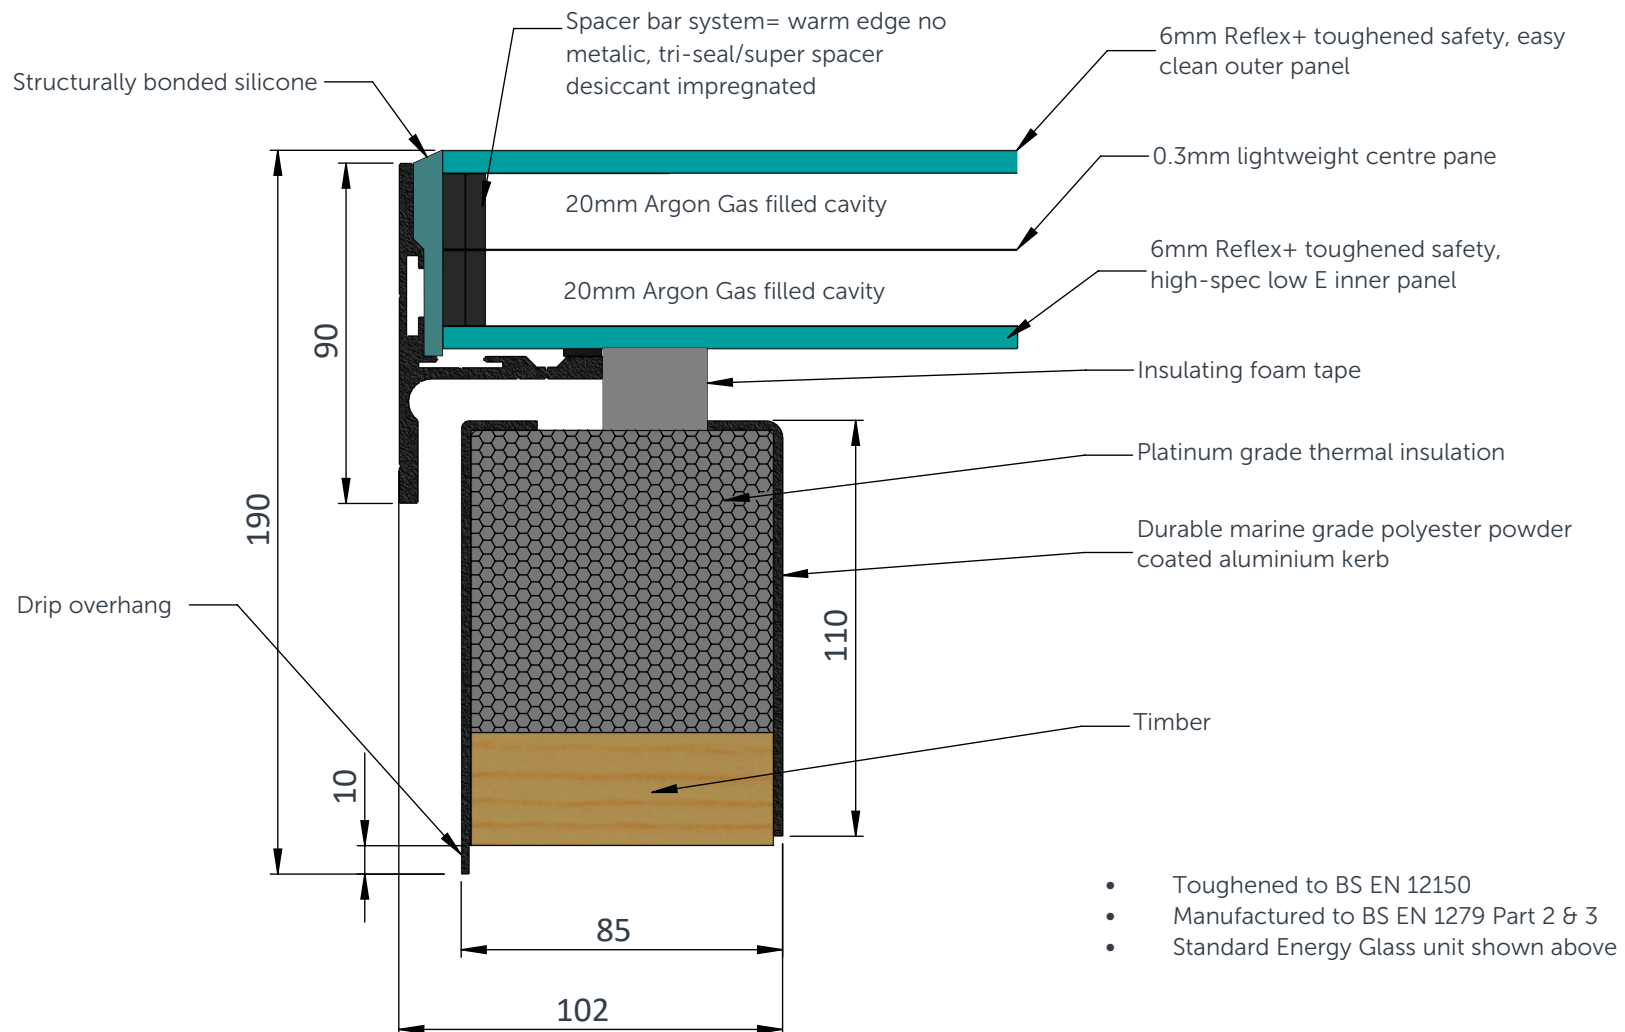 Spacer bar system= warm edge no
metalic, tri-seal/super spacer
desiccant impregnated
6mm Reflex+ toughened safety, easy
clean outer panel
Structurally bonded silicone
0.3mm lightweight centre pane
20mm Argon Gas filled cavity
6mm Reflex+ toughened safety,
high-spec low E inner panel
20mm Argon Gas filled cavity
90
Insulating foam tape
Platinum grade thermal insulation
190
Durable marine grade polyester powder
coated aluminium kerb
Drip overhang
110
Timber
10
• Toughened to BS EN 12150
• Manufactured to BS EN 1279 Part 2 & 3
• Standard Energy Glass unit shown above
85
102